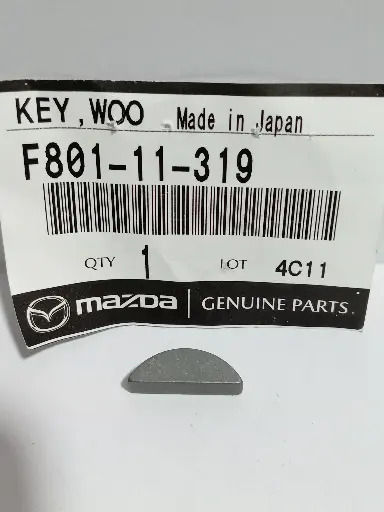 KEY,WOO Made in Japan
F801-11-319
QTY 1 LOT 4C11
mazda GENUINE PARTS